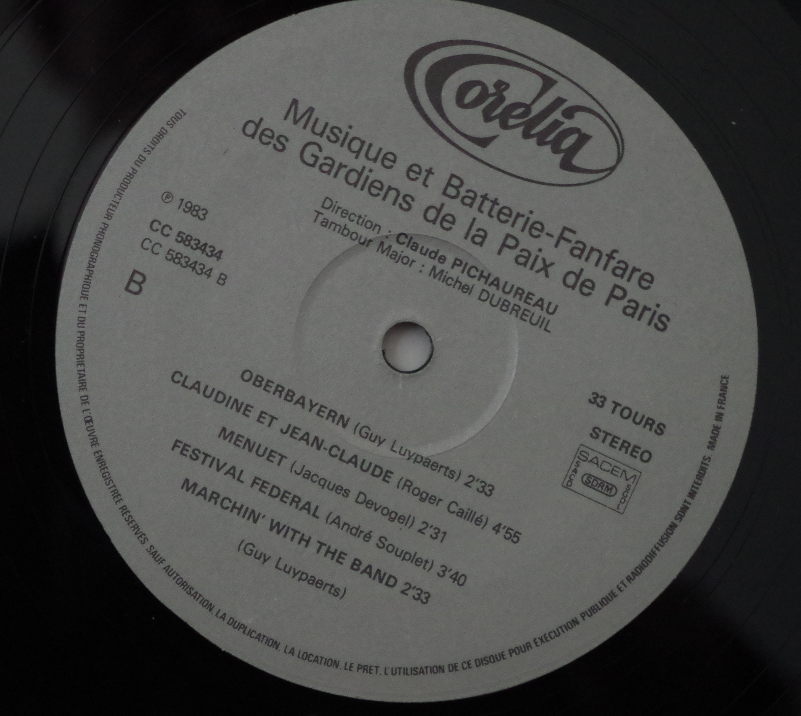 Corelia
Musique et Batterie-Fanfare
des Gardiens de la Paix de Paris
Direction : Claude PICHAUREAU
Tambour Major : Michel DUBREUIL
℗ 1983
CC 583434
CC 583434 B
B
33 TOURS
STEREO
SACEM
SACD
SDRM
SGDL
OBERBAYERN (Guy Luypaerts) 2'33
CLAUDINE ET JEAN-CLAUDE (Roger Caillé) 4'55
MENUET (Jacques Devogel) 2'31
FESTIVAL FEDERAL (André Souplet) 3'40
MARCHIN' WITH THE BAND 2'33
(Guy Luypaerts)
TOUS DROITS DU PRODUCTEUR PHONOGRAPHIQUE ET DU PROPRIETAIRE DE L'ŒUVRE ENREGISTREE RESERVES. SAUF AUTORISATION, LA DUPLICATION, LA LOCATION, LE PRET, L'UTILISATION DE CE DISQUE POUR EXECUTION PUBLIQUE ET RADIODIFFUSION SONT INTERDITS. MADE IN FRANCE